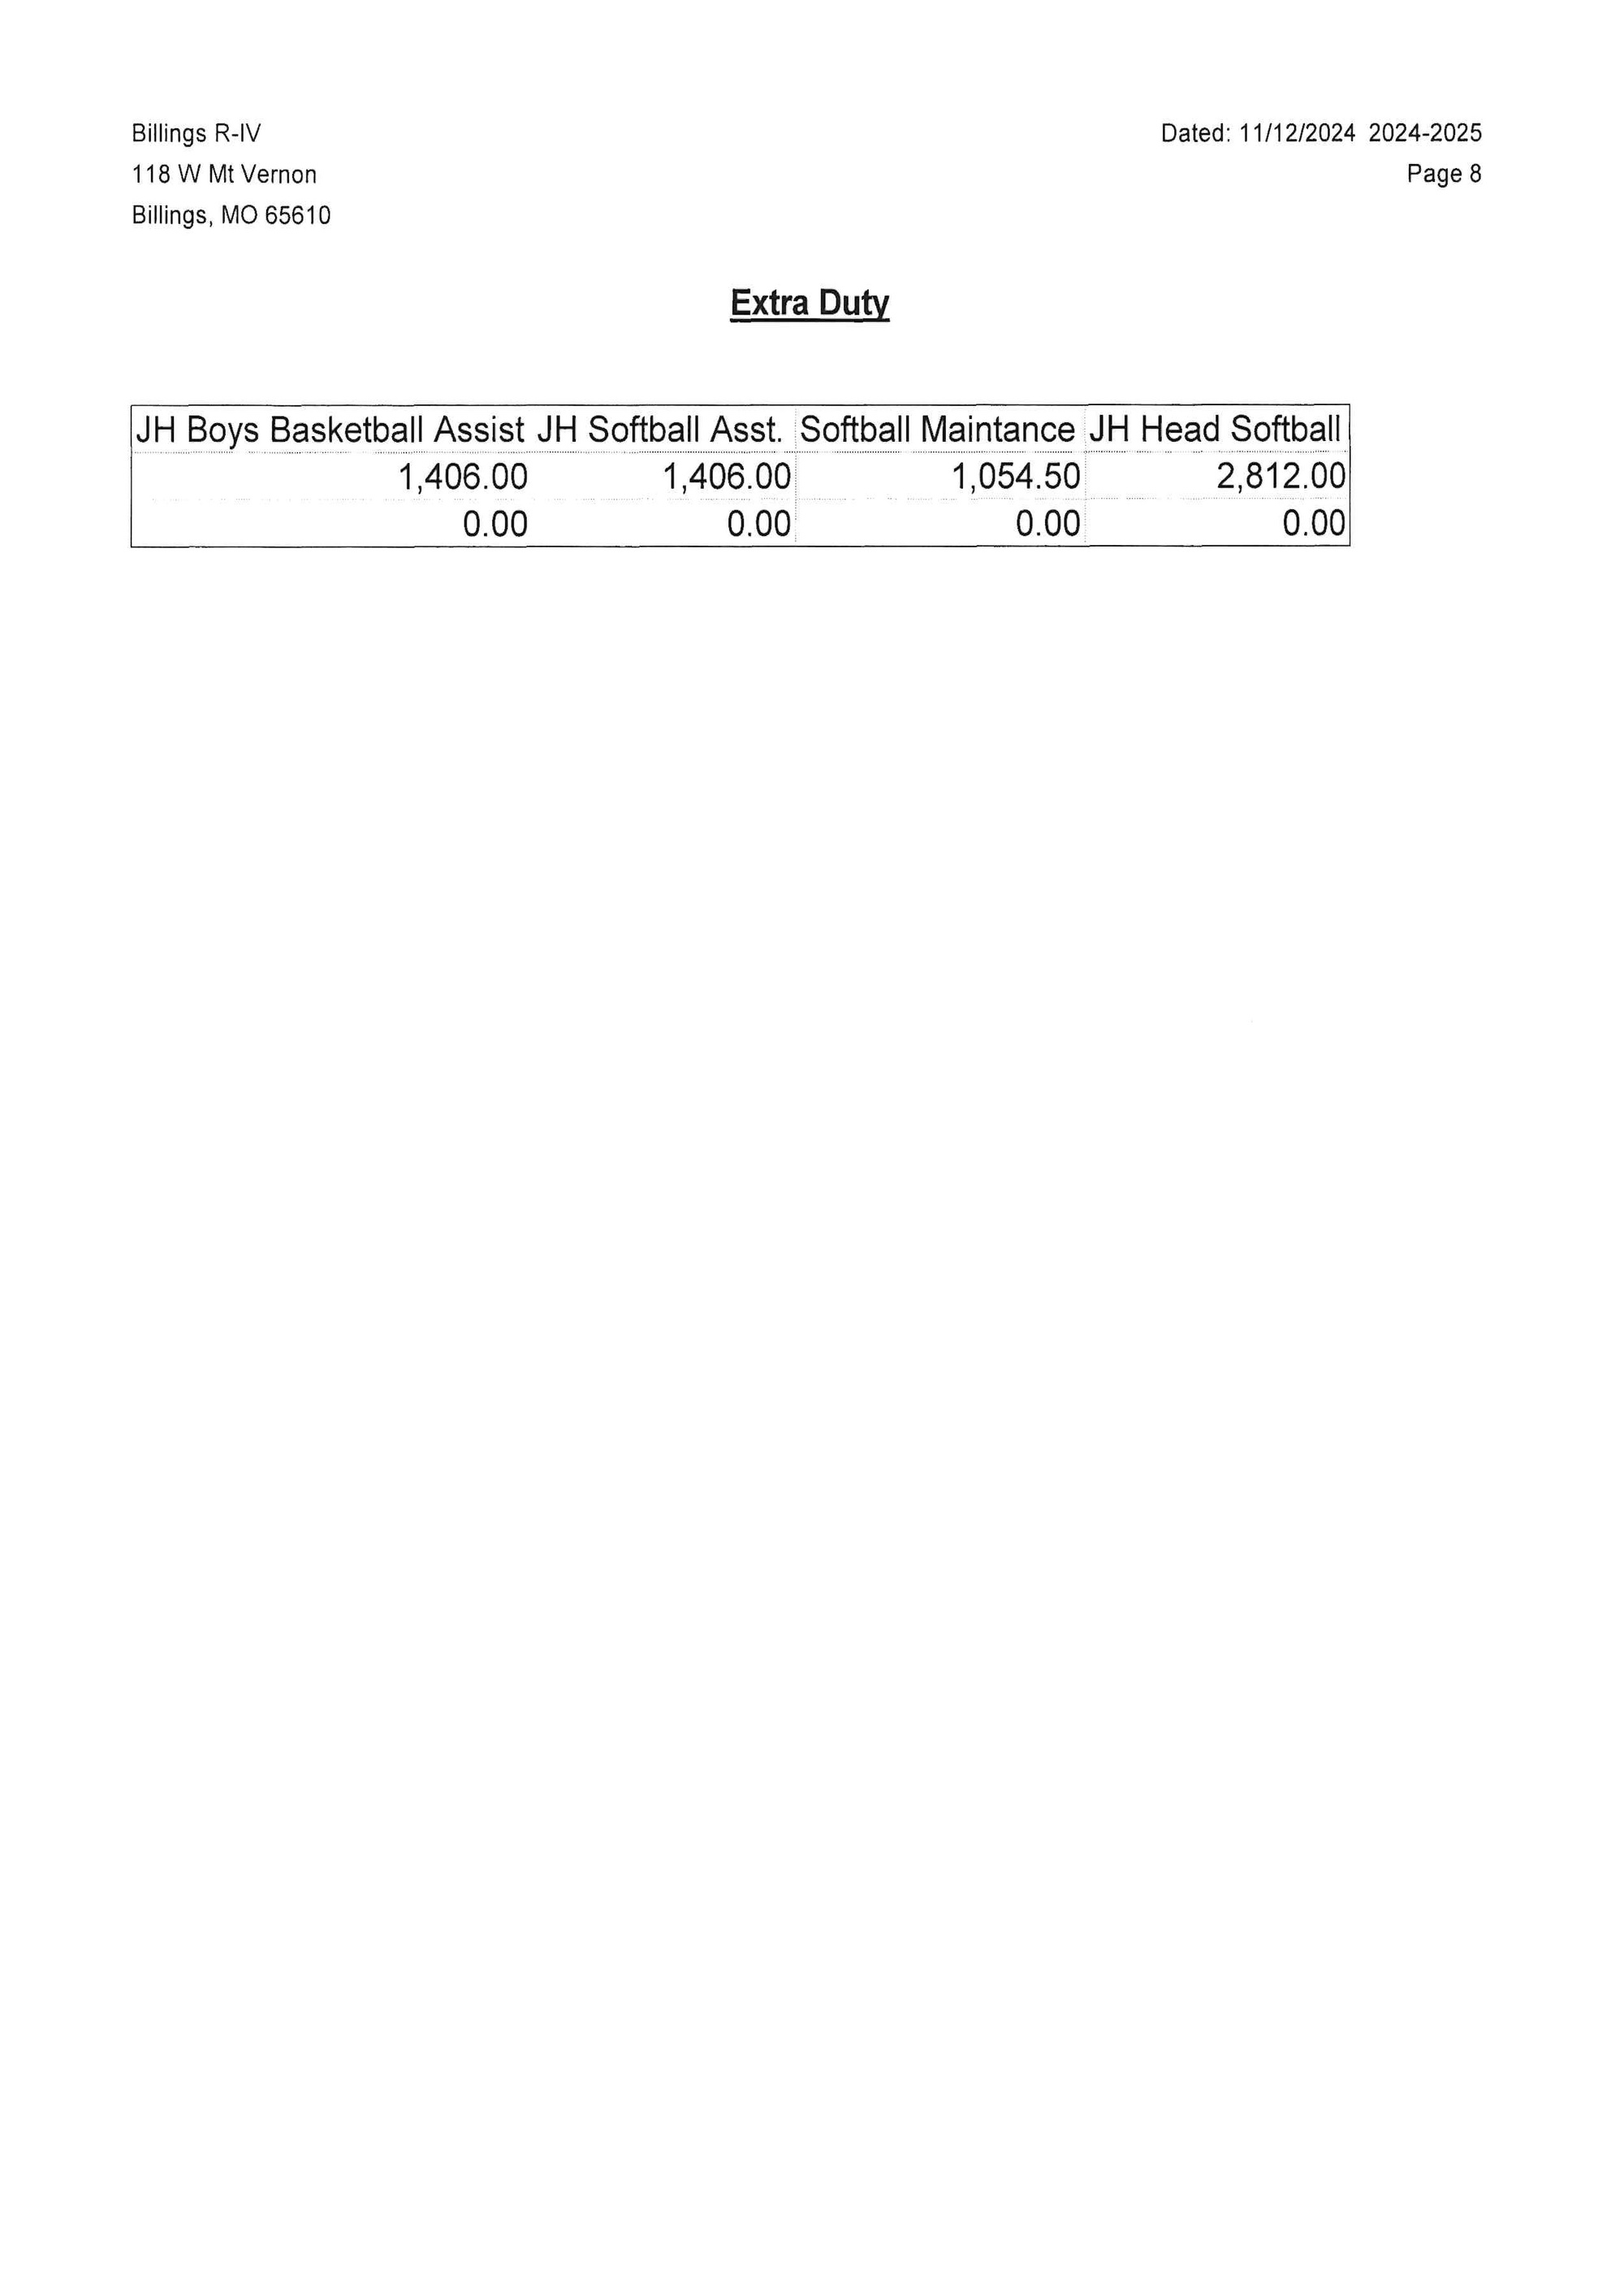 Billings R-IV
118 W Mt Vernon
Billings, MO 65610
Dated: 11/12/2024 2024-2025
Page 8
Extra Duty
JH Boys Basketball Assist JH Softball Asst. Softball Maintance JH Head Softball
1,406.00 1,406.00 1,054.50 2,812.00
0.00 0.00 0.00 0.00